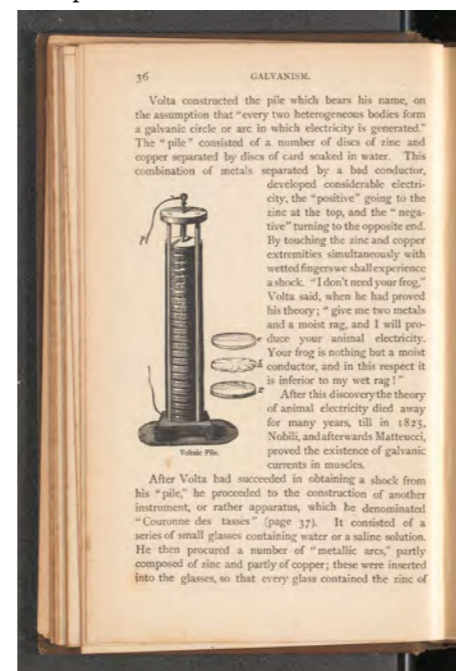 36
GALVANISM.
Volta constructed the pile which bears his name, on
the assumption that "every two heterogeneous bodies form
a galvanic circle or arc in which electricity is generated."
The "pile" consisted of a number of discs of zinc and
copper separated by discs of card soaked in water. This
combination of metals separated by a bad conductor,
developed considerable electri-
city, the "positive" going to the
zinc at the top, and the "nega-
tive" turning to the opposite end.
By touching the zinc and copper
extremities simultaneously with
wetted fingers we shall experience
a shock. "I don't need your frog,"
Volta said, when he had proved
his theory; "give me two metals
and a moist rag, and I will pro-
duce your animal electricity.
Your frog is nothing but a moist
conductor, and in this respect it
is inferior to my wet rag!"
After this discovery the theory
of animal electricity died away
for many years, till in 1825,
Nobili, and afterwards Matteucci,
proved the existence of galvanic
currents in muscles.
Voltaic Pile.
After Volta had succeeded in obtaining a shock from
his "pile," he proceeded to the construction of another
instrument, or rather apparatus, which he denominated
"Couronne des tasses" (page 37). It consisted of a
series of small glasses containing water or a saline solution.
He then procured a number of "metallic arcs," partly
composed of zinc and partly of copper; these were inserted
into the glasses, so that every glass contained the zinc of